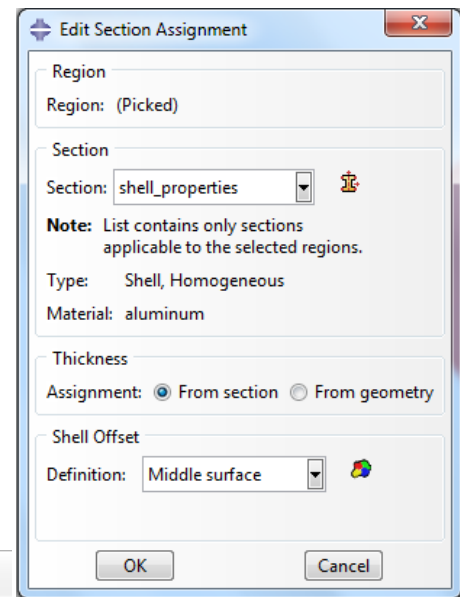 Edit Section Assignment
Region
Region: (Picked)
Section
Section: shell_properties
Note: List contains only sections
applicable to the selected regions.
Type: Shell, Homogeneous
Material: aluminum
Thickness
Assignment: From section From geometry
Shell Offset
Definition: Middle surface
OK Cancel